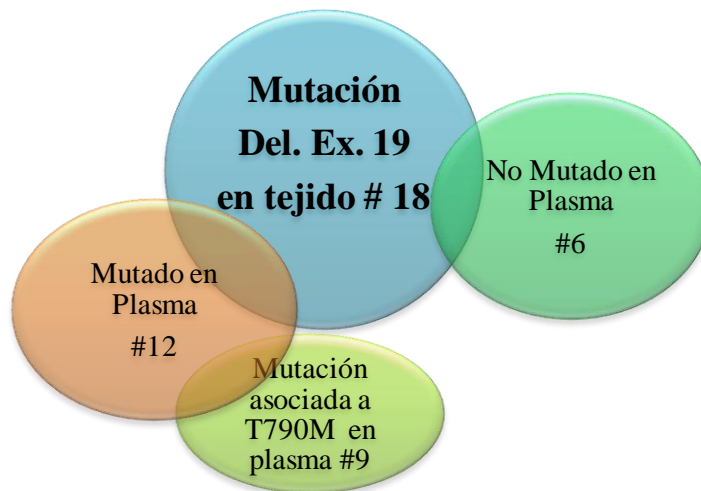 Mutación
Del. Ex. 19
en tejido # 18
No Mutado en
Plasma
#6
Mutado en
Plasma
#12
Mutación
asociada a
T790M en
plasma #9